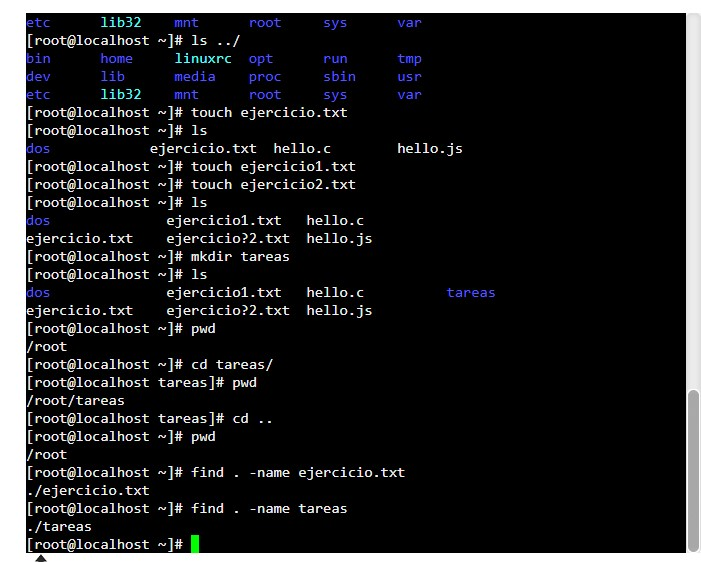 etc      lib32    mnt      root     sys      var
[root@localhost ~]# ls ../
bin      home     linuxrc  opt      run      tmp
dev      lib      media    proc     sbin     usr
etc      lib32    mnt      root     sys      var
[root@localhost ~]# touch ejercicio.txt
[root@localhost ~]# ls
dos            ejercicio.txt  hello.c        hello.js
[root@localhost ~]# touch ejercicio1.txt
[root@localhost ~]# touch ejercicio2.txt
[root@localhost ~]# ls
dos              ejercicio1.txt   hello.c
ejercicio.txt    ejercicio?2.txt  hello.js
[root@localhost ~]# mkdir tareas
[root@localhost ~]# ls
dos              ejercicio1.txt   hello.c          tareas
ejercicio.txt    ejercicio?2.txt  hello.js
[root@localhost ~]# pwd
/root
[root@localhost ~]# cd tareas/
[root@localhost tareas]# pwd
/root/tareas
[root@localhost tareas]# cd ..
[root@localhost ~]# pwd
/root
[root@localhost ~]# find . -name ejercicio.txt
./ejercicio.txt
[root@localhost ~]# find . -name tareas
./tareas
[root@localhost ~]#